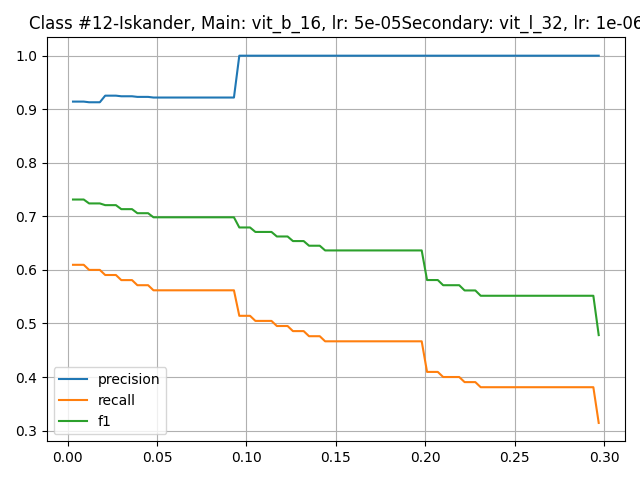 Class #12-Iskander, Main: vit_b_16, lr: 5e-05Secondary: vit_l_32, lr: 1e-06
1.0
0.9
0.8
0.7
0.6
0.5
0.4
0.3
precision
recall
f1
0.00 0.05 0.10 0.15 0.20 0.25 0.30